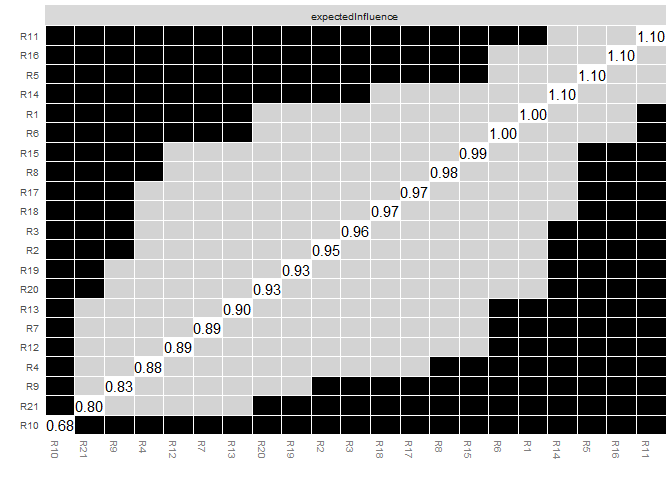 expectedInfluence
R11 1.10
R16 1.10
R5 1.10
R14 1.10
R1 1.00
R6 1.00
R15 0.99
R8 0.98
R17 0.97
R18 0.97
R3 0.96
R2 0.95
R19 0.93
R20 0.93
R13 0.90
R7 0.89
R12 0.89
R4 0.88
R9 0.83
R21 0.80
R10 0.68
R10 R21 R9 R4 R12 R7 R13 R20 R19 R2 R3 R18 R17 R8 R15 R6 R1 R14 R5 R16 R11